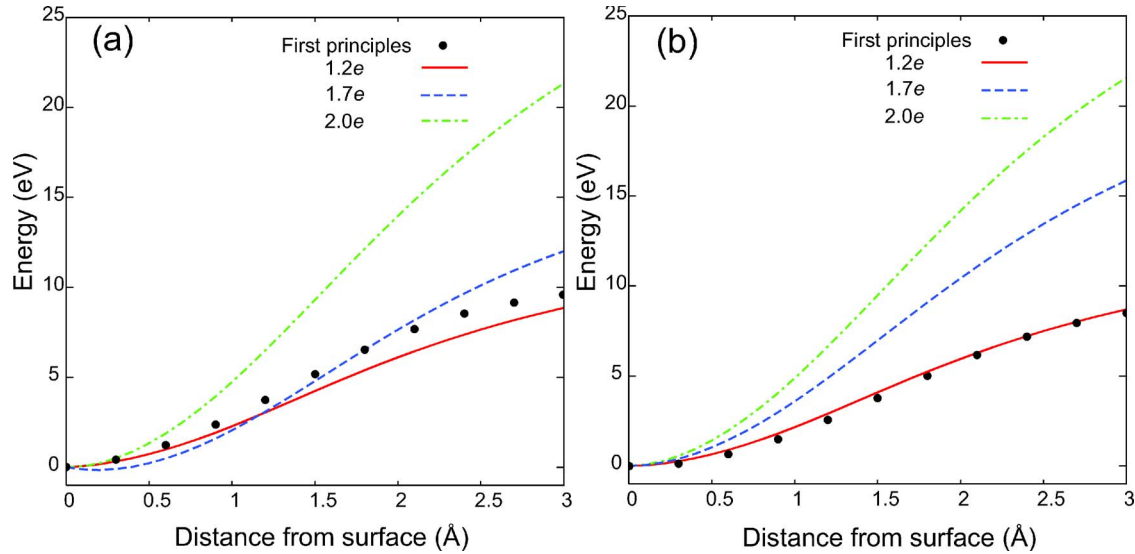 (a)
First principles
1.2e
1.7e
2.0e
25
20
15
10
5
0
Energy (eV)
0 0.5 1 1.5 2 2.5 3
Distance from surface (Å)
(b)
First principles
1.2e
1.7e
2.0e
25
20
15
10
5
0
Energy (eV)
0 0.5 1 1.5 2 2.5 3
Distance from surface (Å)